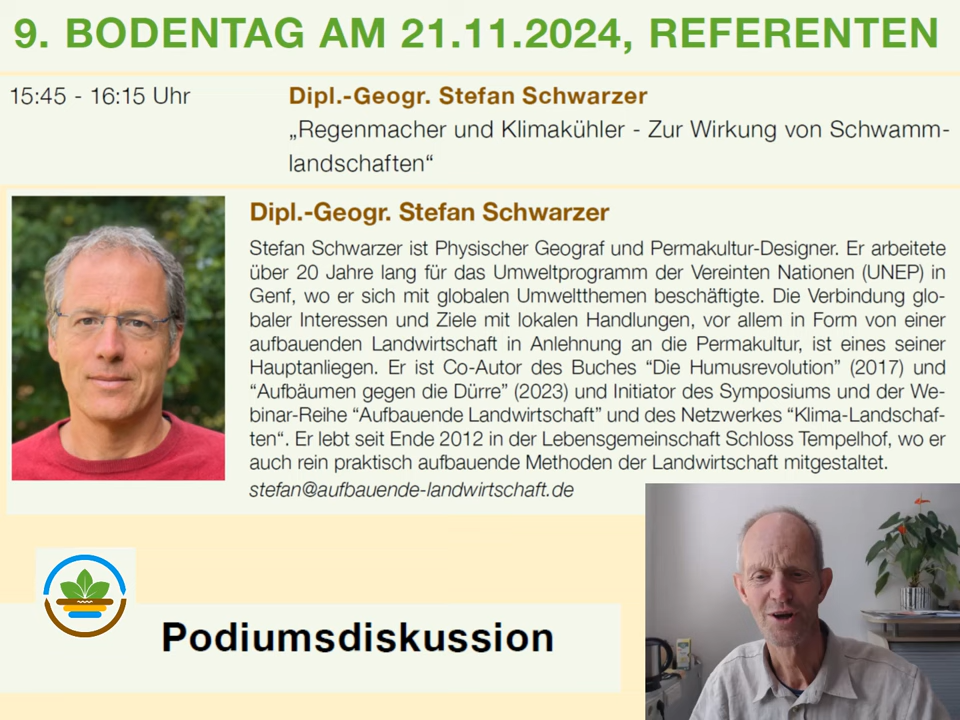 9. BODENTAG AM 21.11.2024, REFERENTEN
15:45 - 16:15 Uhr
Dipl.-Geogr. Stefan Schwarzer
„Regenmacher und Klimakühler - Zur Wirkung von Schwamm-
landschaften“
Dipl.-Geogr. Stefan Schwarzer
Stefan Schwarzer ist Physischer Geograf und Permakultur-Designer. Er arbeitete
über 20 Jahre lang für das Umweltprogramm der Vereinten Nationen (UNEP) in
Genf, wo er sich mit globalen Umweltthemen beschäftigte. Die Verbindung glo-
baler Interessen und Ziele mit lokalen Handlungen, vor allem in Form von einer
aufbauenden Landwirtschaft in Anlehnung an die Permakultur, ist eines seiner
Hauptanliegen. Er ist Co-Autor des Buches “Die Humusrevolution” (2017) und
“Aufbäumen gegen die Dürre” (2023) und Initiator des Symposiums und der We-
binar-Reihe “Aufbauende Landwirtschaft” und des Netzwerkes “Klima-Landschaf-
ten“. Er lebt seit Ende 2012 in der Lebensgemeinschaft Schloss Tempelhof, wo er
auch rein praktisch aufbauende Methoden der Landwirtschaft mitgestaltet.
stefan@aufbauende-landwirtschaft.de
Podiumsdiskussion